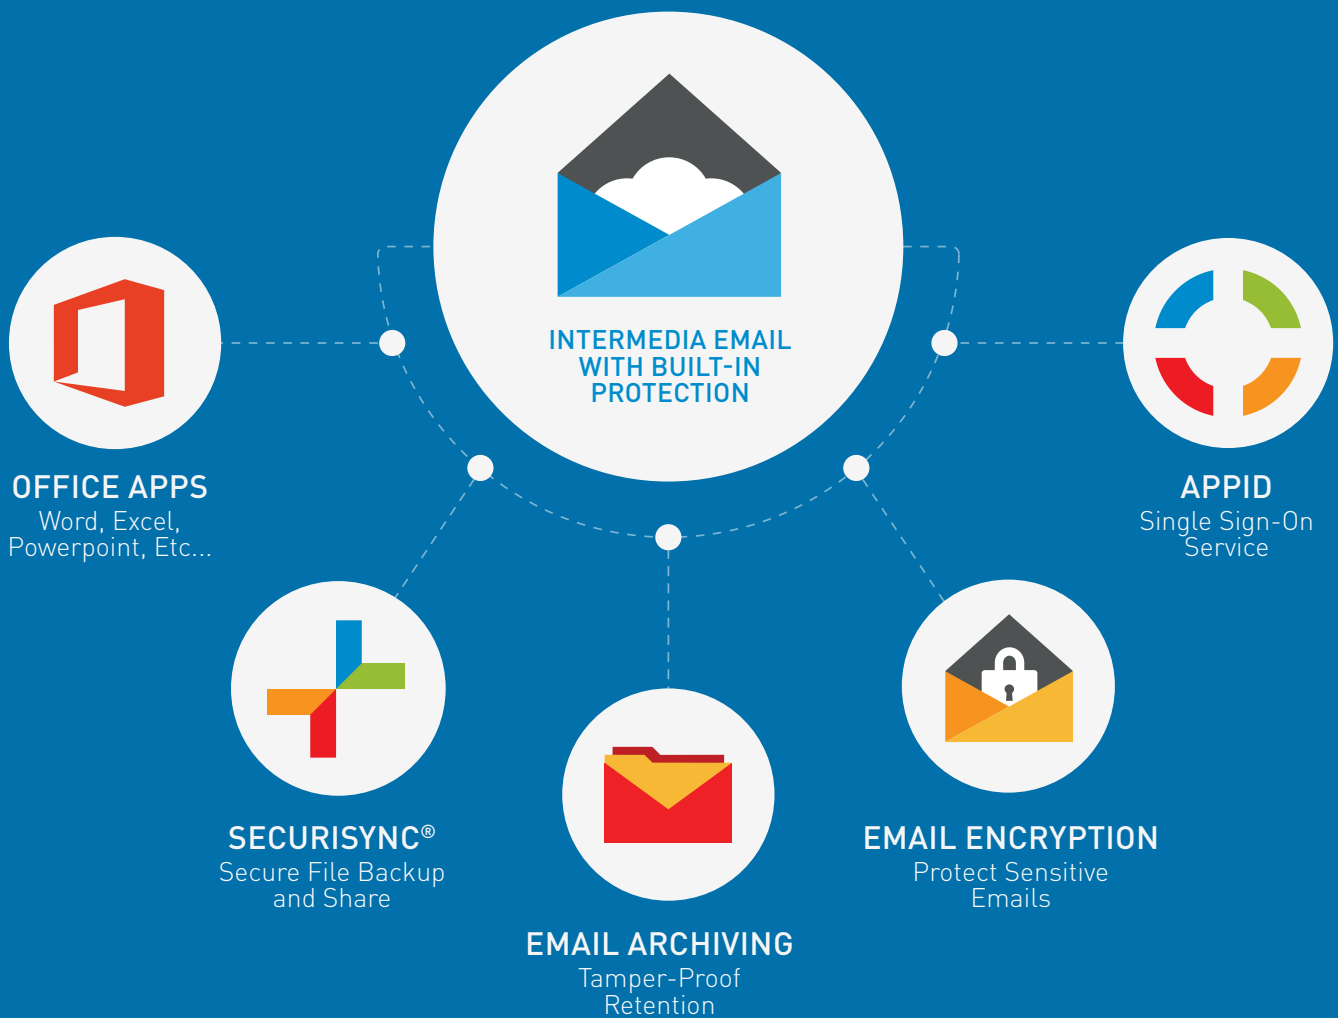 INTERMEDIA EMAIL
WITH BUILT-IN
PROTECTION
OFFICE APPS
Word, Excel,
Powerpoint, Etc...
SECURISYNC®
Secure File Backup
and Share
EMAIL ARCHIVING
Tamper-Proof
Retention
EMAIL ENCRYPTION
Protect Sensitive
Emails
APPID
Single Sign-On
Service